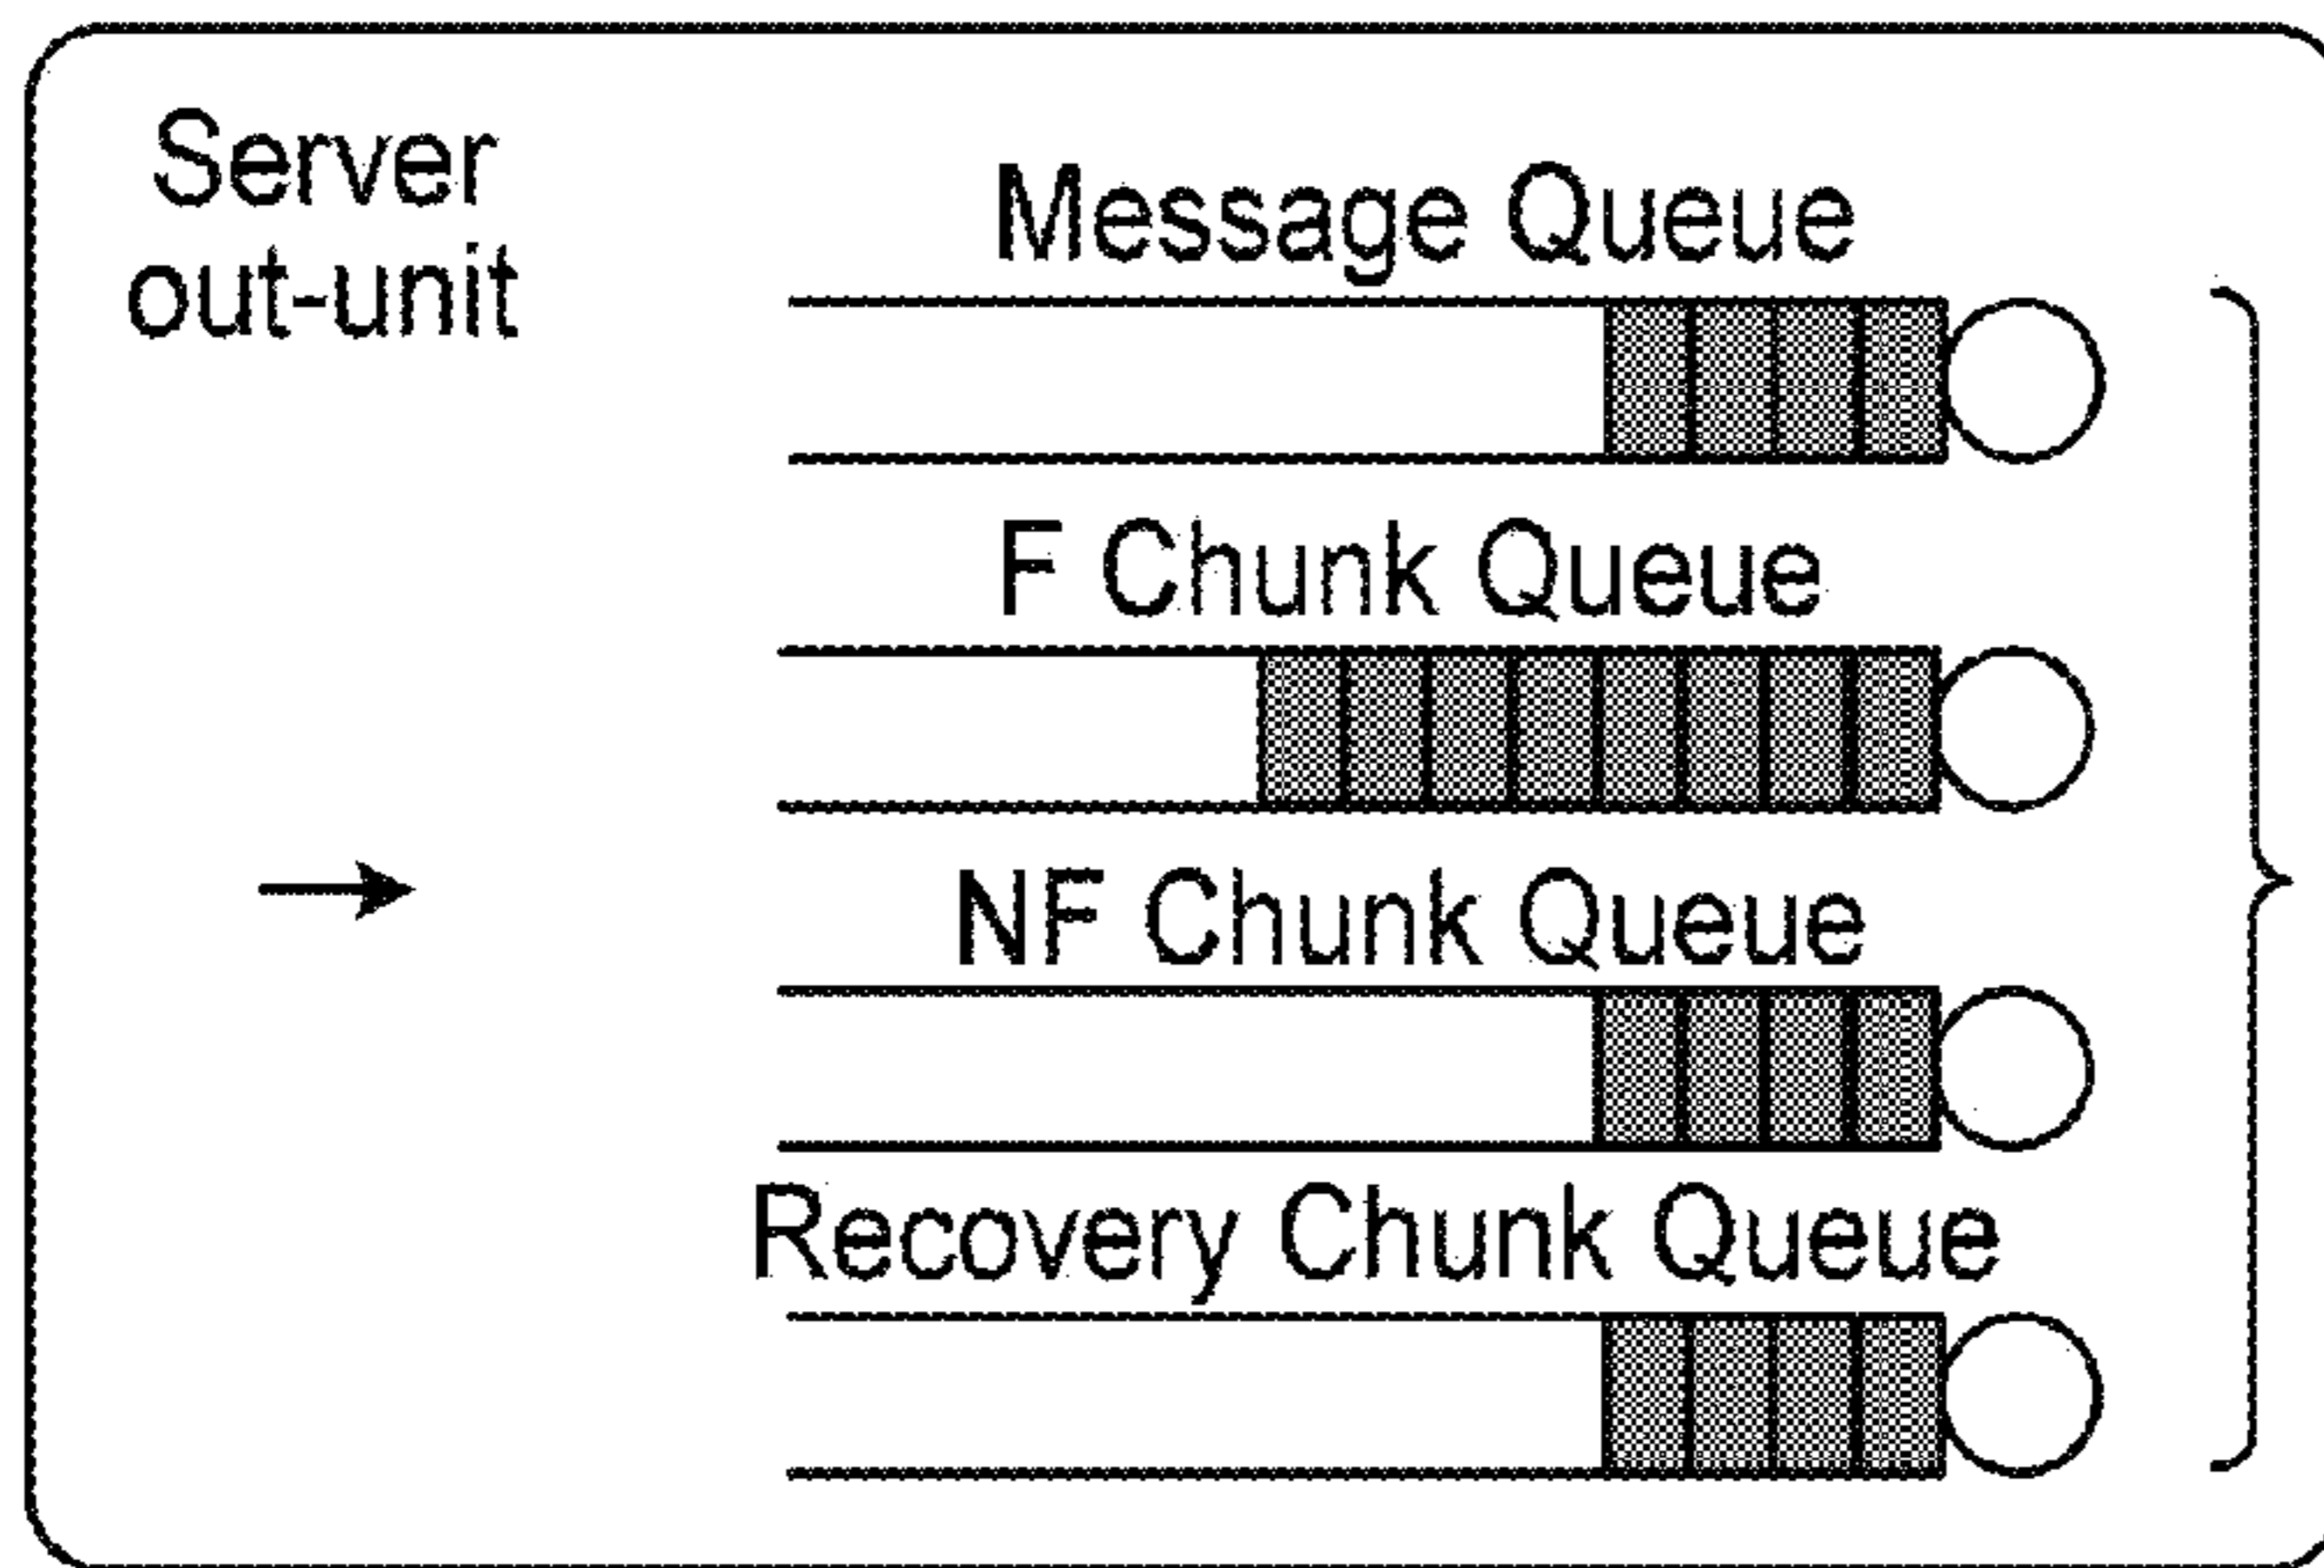 Server
out-unit
Message Queue
F Chunk Queue
NF Chunk Queue
Recovery Chunk Queue